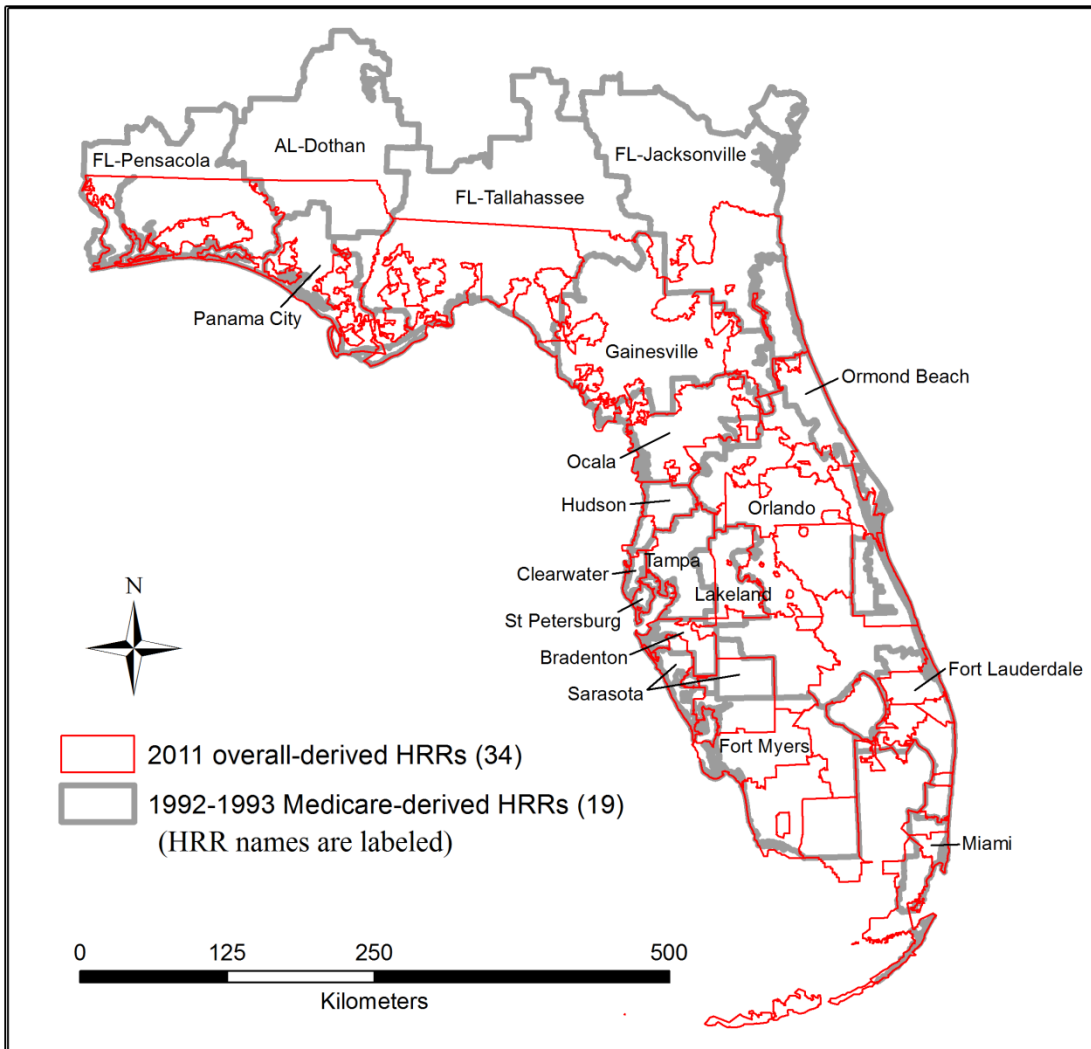 AL-Dothan
FL-Pensacola
FL-Jacksonville
FL-Tallahassee
Panama City
Gainesville
Ormond Beach
Ocala
Hudson
Orlando
Clearwater
Tampa
Lakeland
St Petersburg
Bradenton
Sarasota
Fort Lauderdale
Fort Myers
Miami
N
2011 overall-derived HRRs (34)
1992-1993 Medicare-derived HRRs (19)
(HRR names are labeled)
0 125 250 500
Kilometers